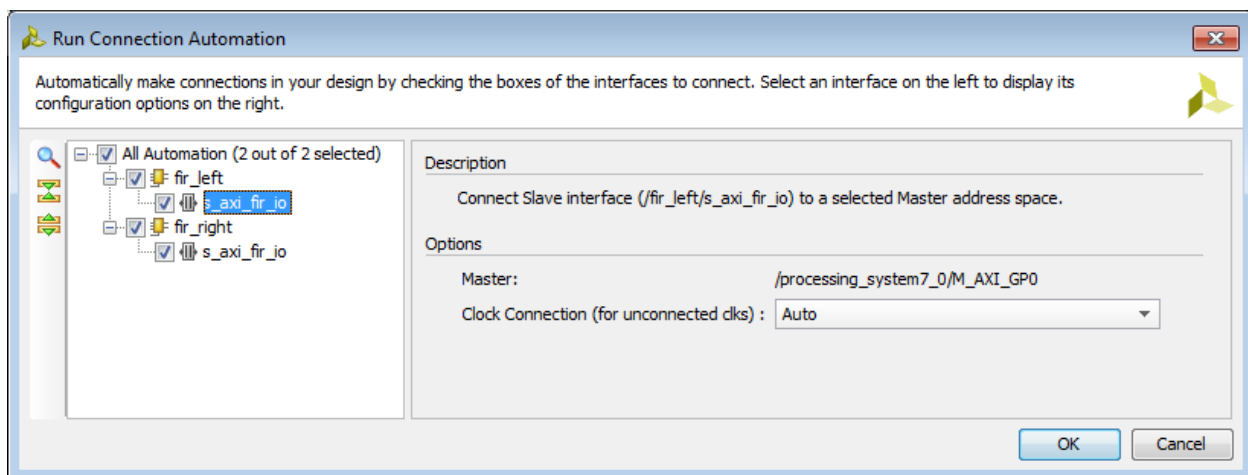 Run Connection Automation
Automatically make connections in your design by checking the boxes of the interfaces to connect. Select an interface on the left to display its
configuration options on the right.
All Automation (2 out of 2 selected)
fir_left
s_axi_fir_io
fir_right
s_axi_fir_io
Description
Connect Slave interface (/fir_left/s_axi_fir_io) to a selected Master address space.
Options
Master: /processing_system7_0/M_AXI_GP0
Clock Connection (for unconnected clks) : Auto
OK Cancel